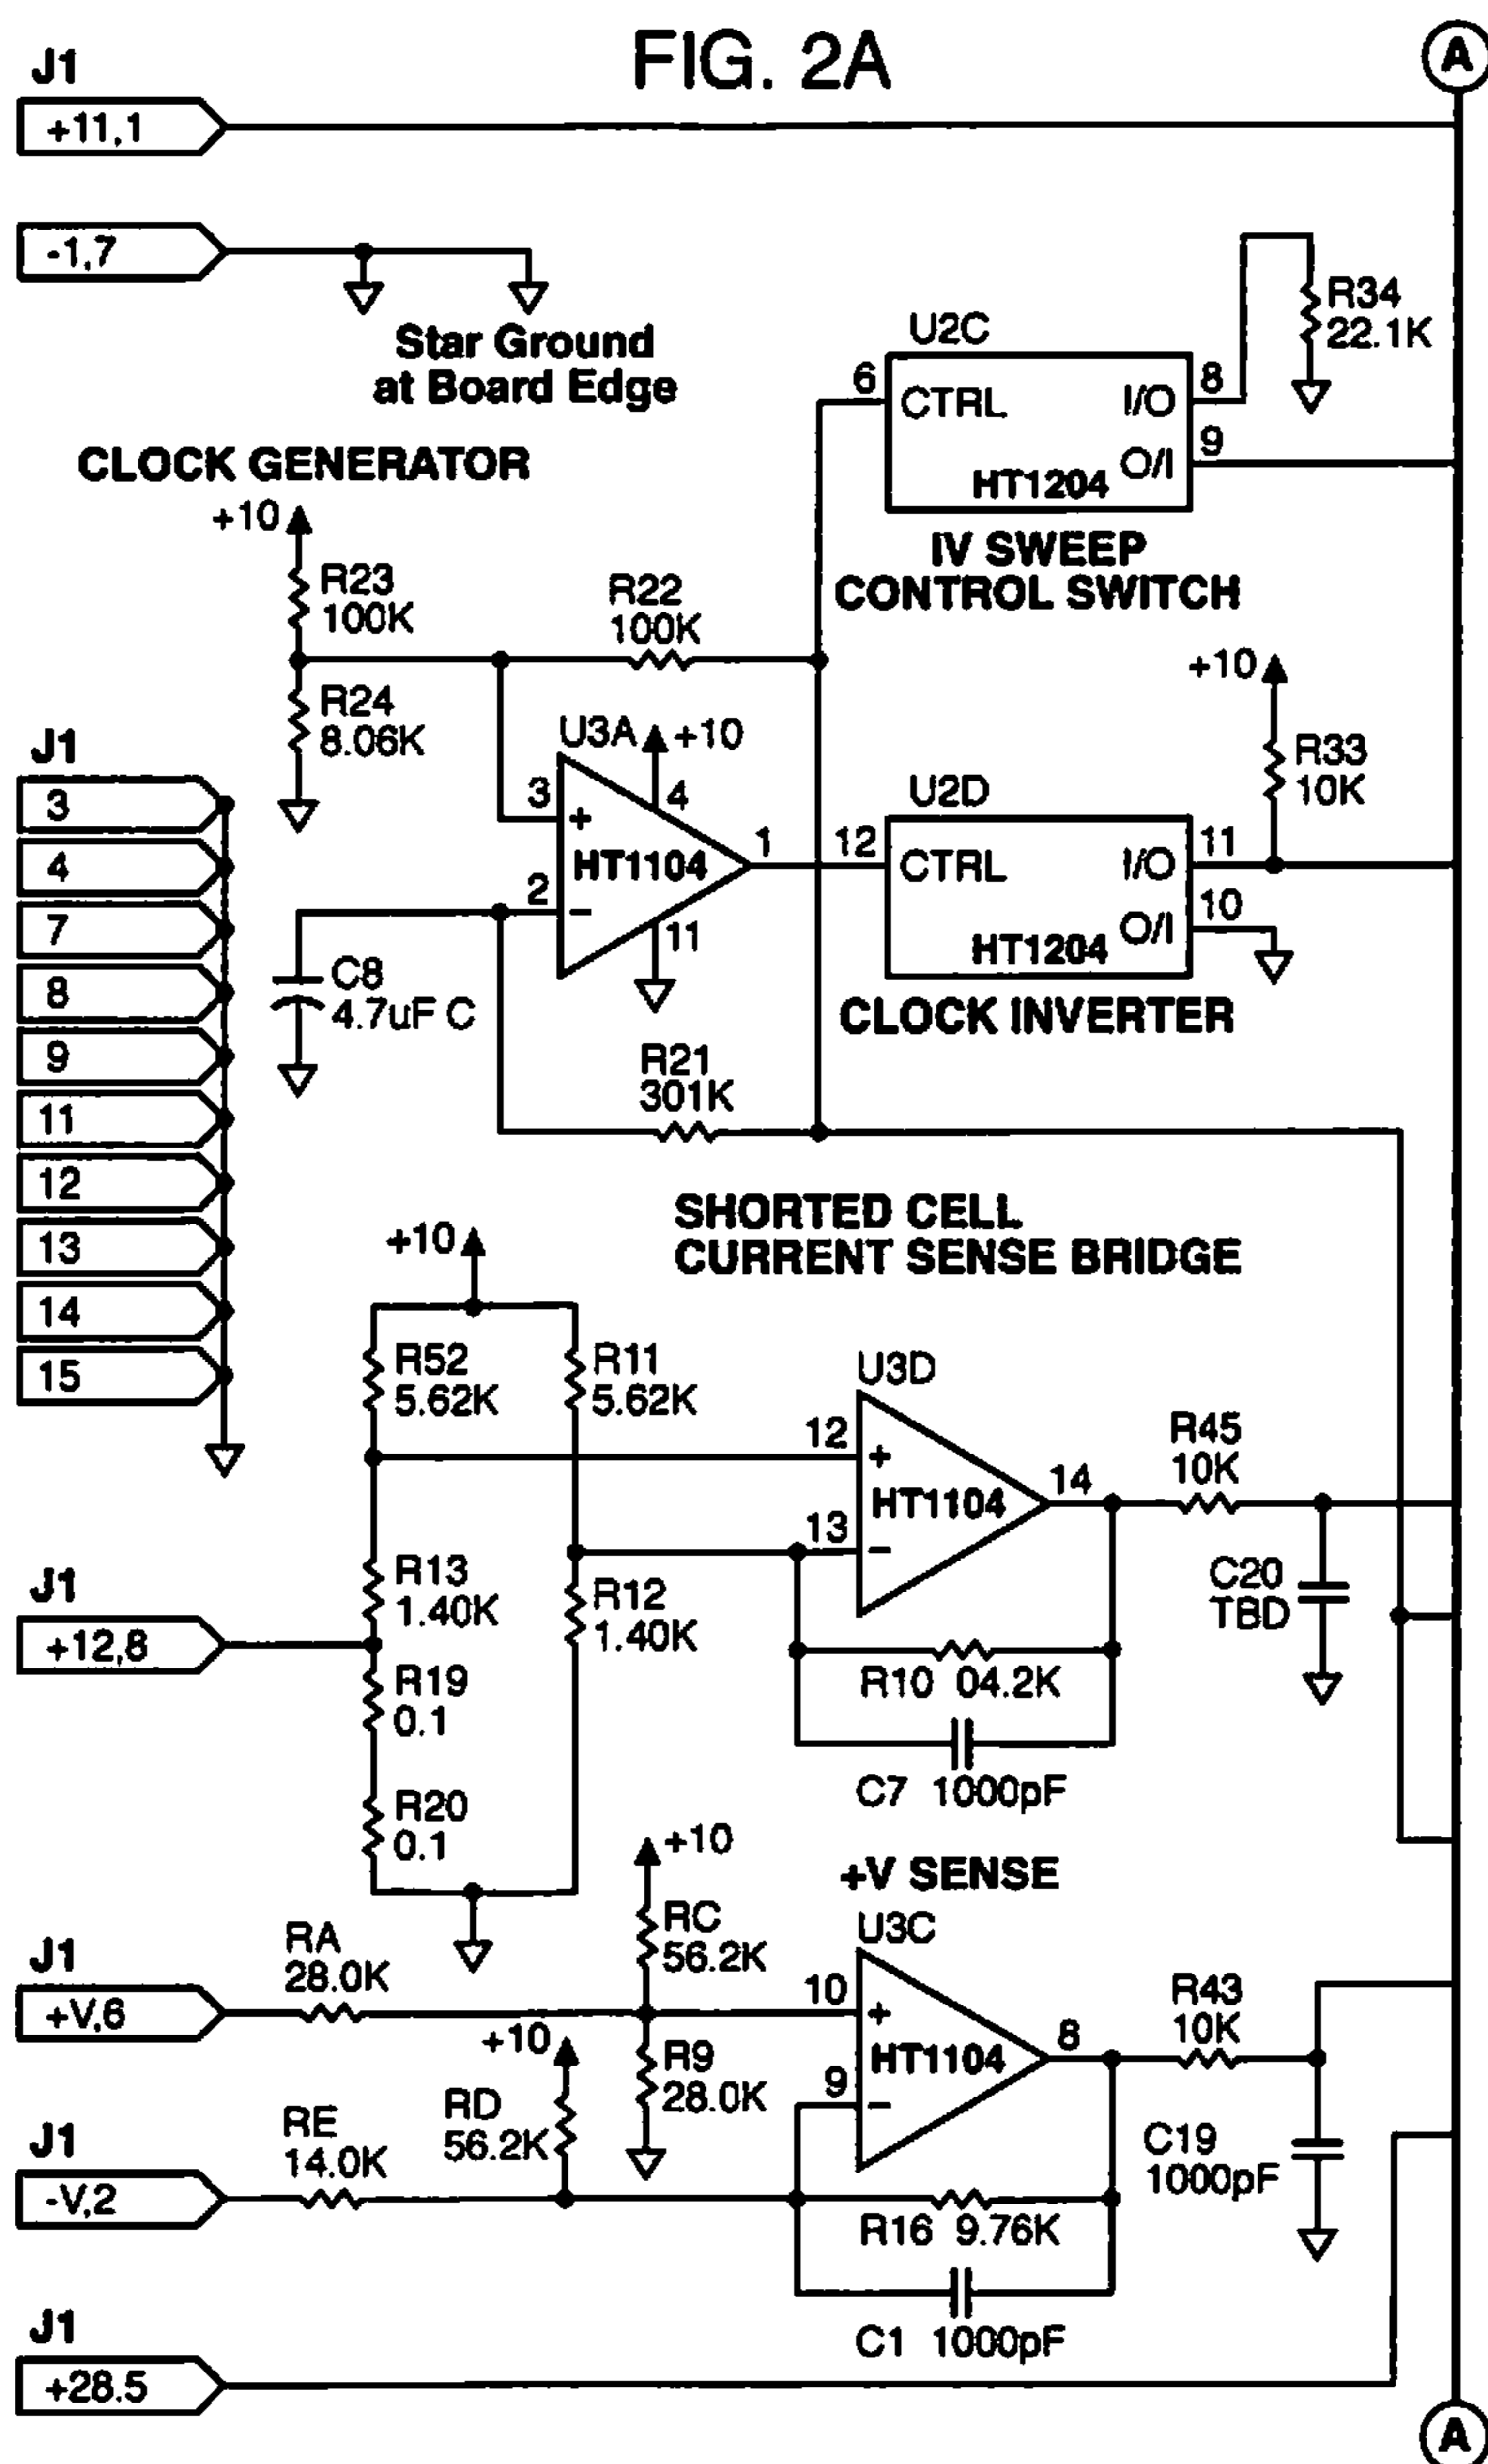 FIG. 2A
A
J1
+11,1
-1,7
Star Ground
at Board Edge
U2C
6
CTRL
I/O
8
O/I
9
HT1204
R34
22.1K
IV SWEEP
CONTROL SWITCH
CLOCK GENERATOR
+10
R23
100K
R22
100K
R24
8.06K
U3A
+10
3
+
4
HT1104
1
2
-
11
C8
4.7uF C
R21
301K
U2D
12
CTRL
I/O
11
O/I
10
HT1204
+10
R33
10K
CLOCK INVERTER
J1
3
4
7
8
9
11
12
13
14
15
SHORTED CELL
CURRENT SENSE BRIDGE
+10
R52
5.62K
R11
5.62K
U3D
12
+
HT1104
14
13
-
R45
10K
C20
TBD
J1
+12,8
R13
1.40K
R12
1.40K
R19
0.1
R20
0.1
R10 04.2K
C7 1000pF
+V SENSE
+10
RC
56.2K
U3C
J1
+V,6
RA
28.0K
10
+
HT1104
8
9
-
R43
10K
+10
R9
28.0K
RD
56.2K
J1
-V,2
RE
14.0K
C19
1000pF
R16 9.76K
C1 1000pF
J1
+28.5
A